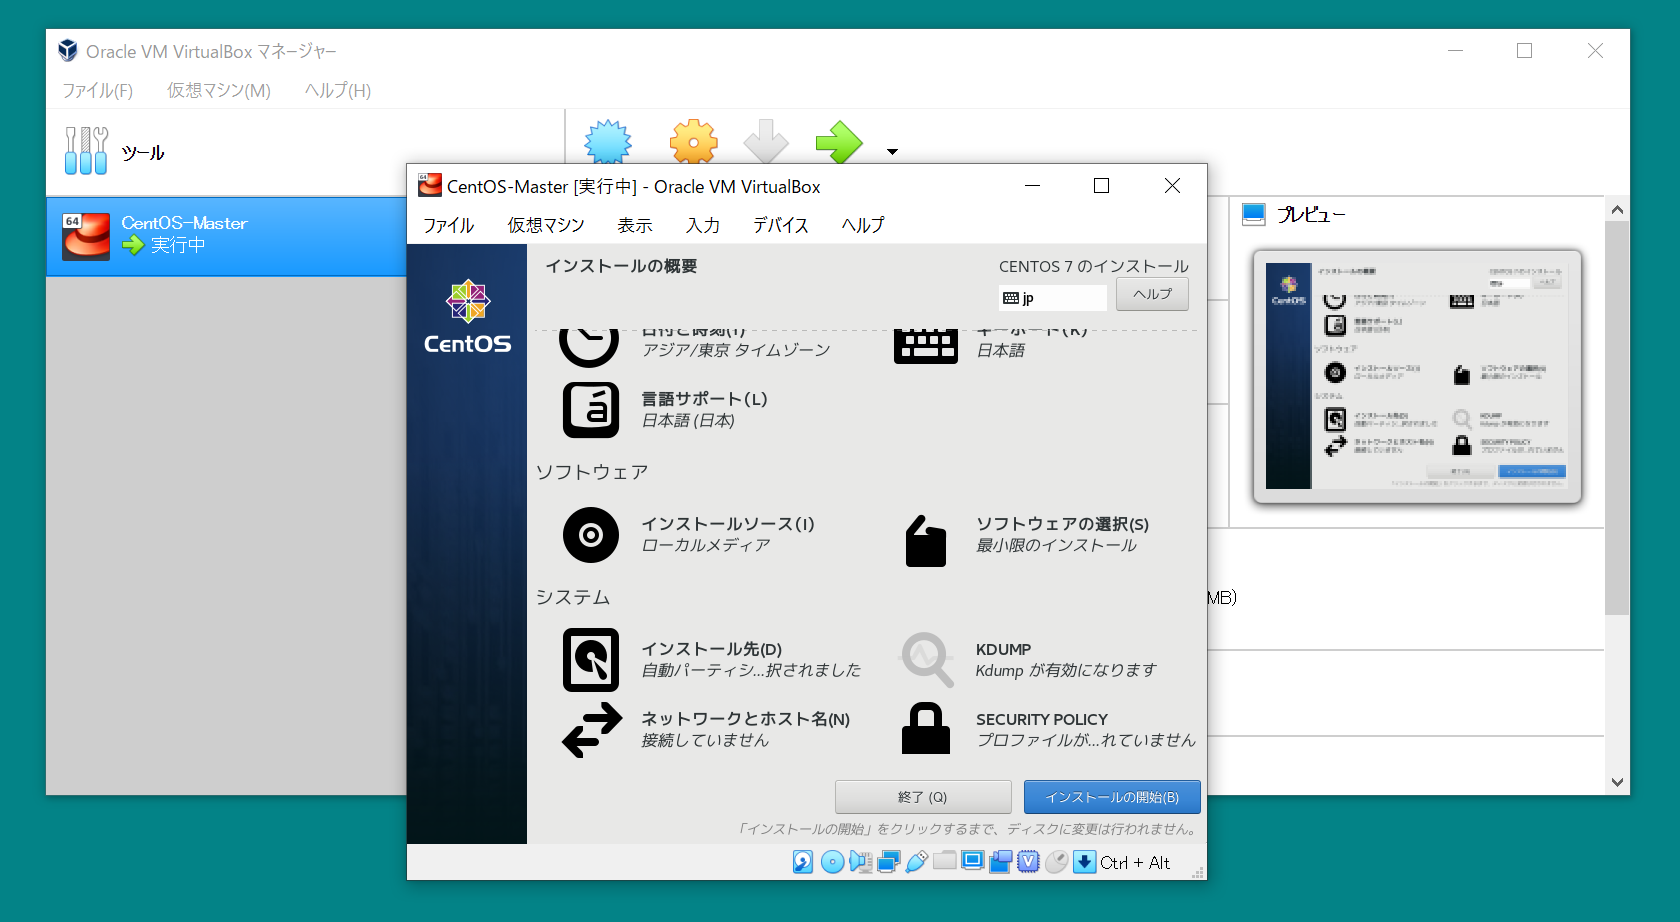 Oracle VM VirtualBox マネージャー
ファイル(F) 仮想マシン(M) ヘルプ(H)
ツール
64
CentOS-Master
実行中
プレビュー
MB)
64
CentOS-Master [実行中] - Oracle VM VirtualBox
ファイル 仮想マシン 表示 入力 デバイス ヘルプ
CentOS
インストールの概要
CENTOS 7 のインストール
jp
ヘルプ
日付と時刻(T)
アジア/東京 タイムゾーン
キーボード(K)
日本語
言語サポート(L)
日本語 (日本)
ソフトウェア
インストールソース(I)
ローカルメディア
ソフトウェアの選択(S)
最小限のインストール
システム
インストール先(D)
自動パーティシ...択されました
KDUMP
Kdump が有効になります
ネットワークとホスト名(N)
接続していません
SECURITY POLICY
プロファイルが...れていません
終了 (Q)
インストールの開始(B)
「インストールの開始」をクリックするまで、ディスクに変更は行われません。
Ctrl + Alt